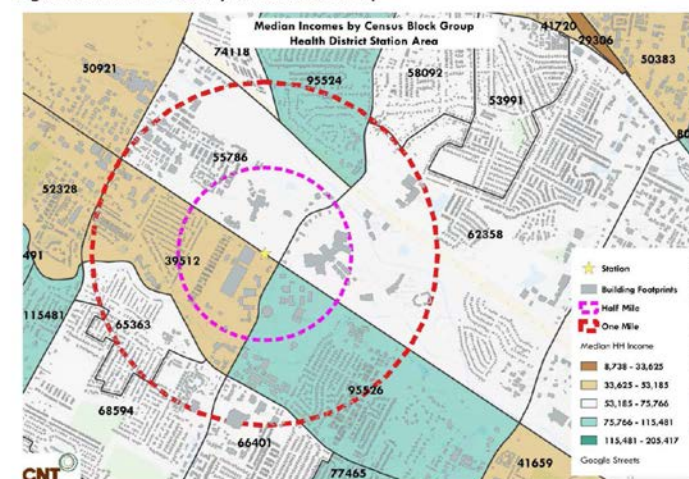 Median Incomes by Census Block Group
Health District Station Area
41720
29306
50383
74118
95524
58092
50921
53991
55786
52328
39512
62358
491
115481
65363
95526
68594
66401
77465
41659
Station
Building Footprints
Half Mile
One Mile
Median HH Income
8,738 - 33,625
33,625 - 53,185
53,185 - 75,766
75,766 - 115,481
115,481 - 205,417
Google Streets
CNT